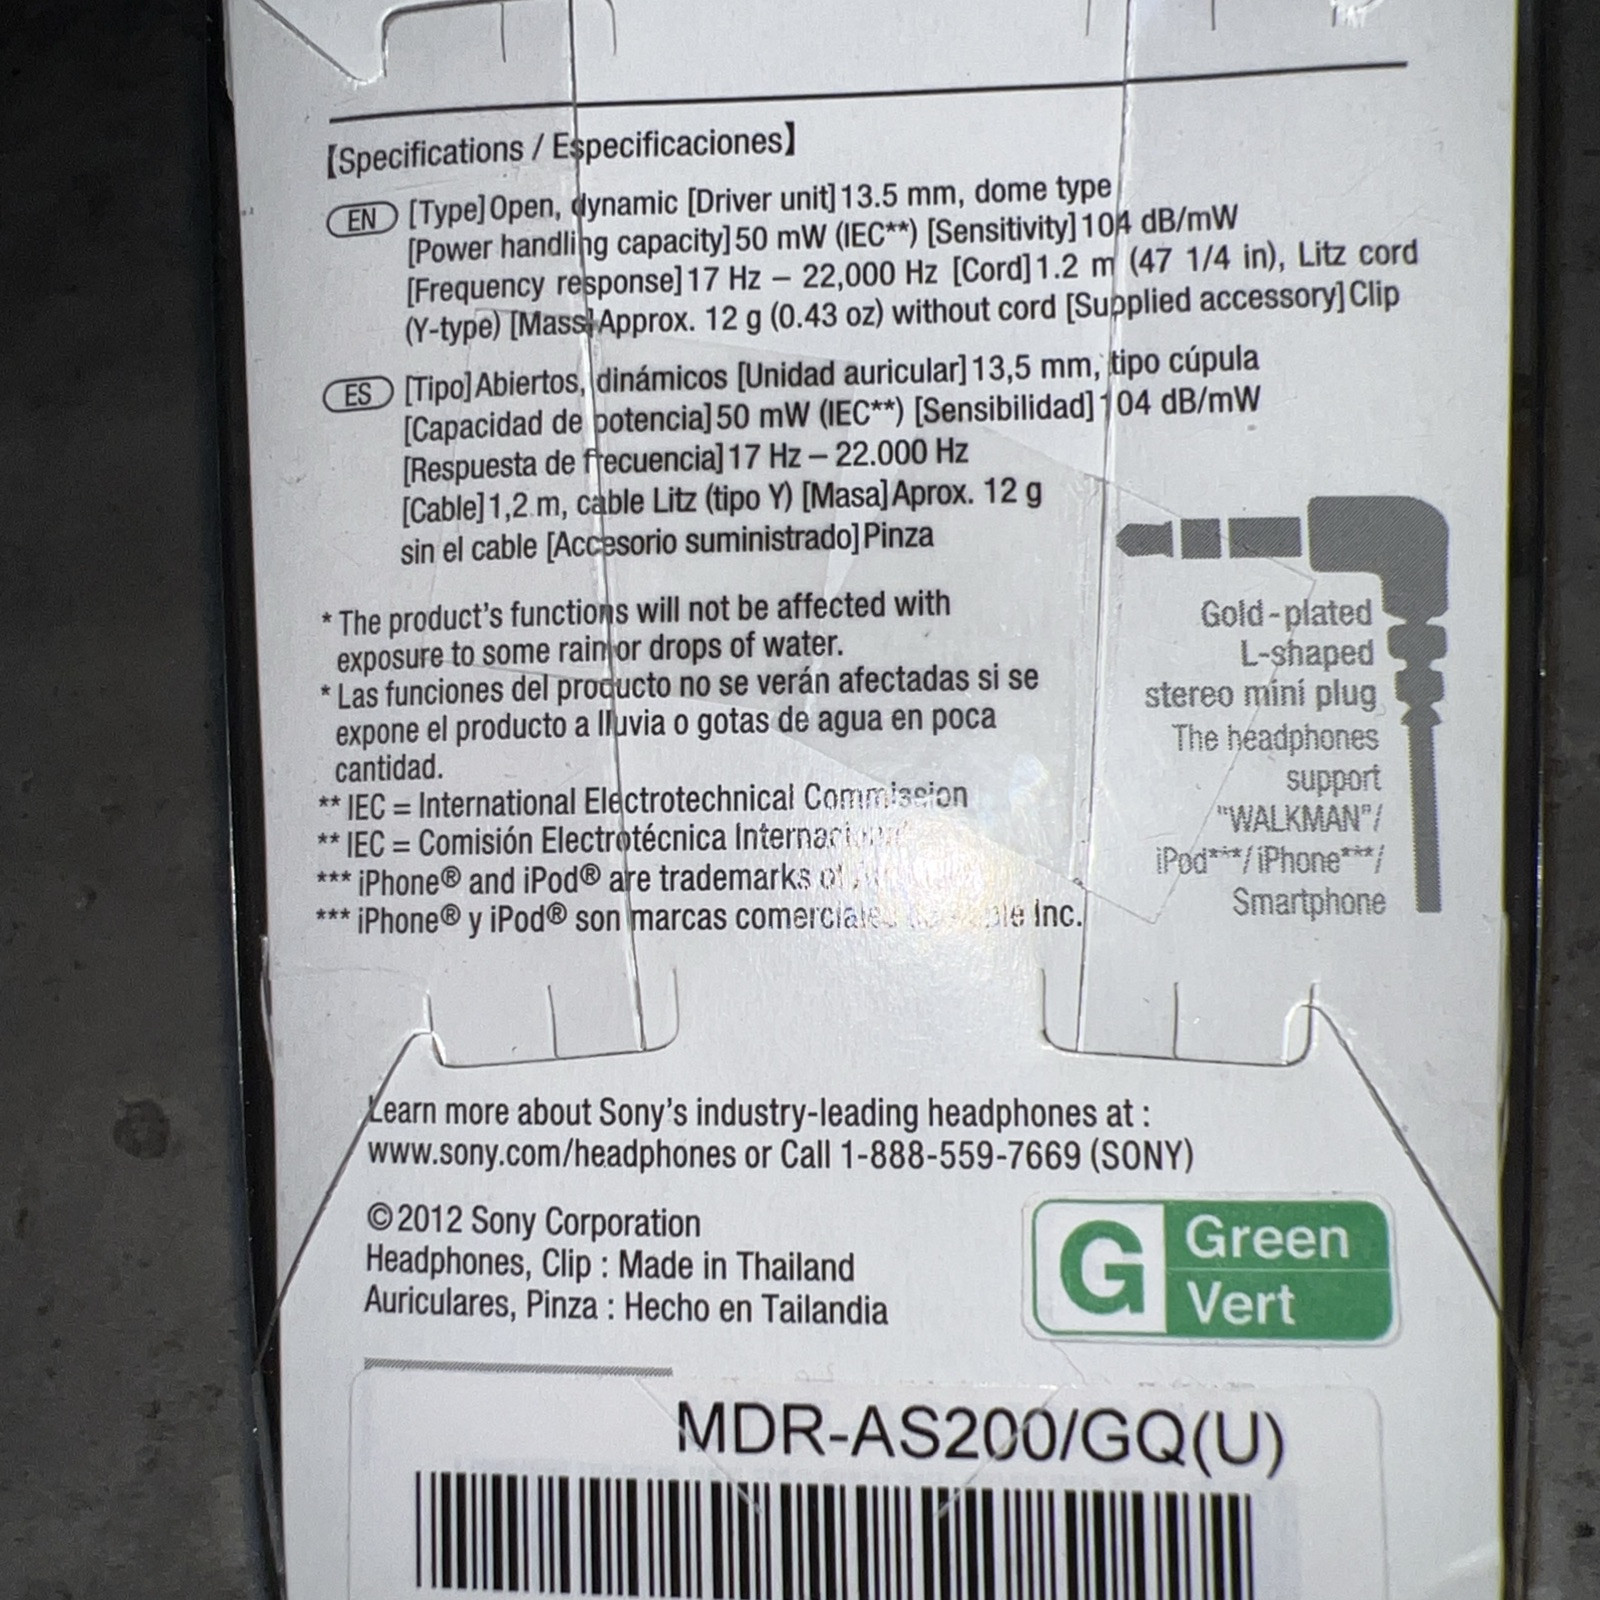 【Specifications / Especificaciones】
EN [Type] Open, dynamic [Driver unit] 13.5 mm, dome type
[Power handling capacity] 50 mW (IEC**) [Sensitivity] 104 dB/mW
[Frequency response] 17 Hz – 22,000 Hz [Cord] 1.2 m (47 1/4 in), Litz cord
(Y-type) [Mass] Approx. 12 g (0.43 oz) without cord [Supplied accessory] Clip
ES [Tipo] Abiertos, dinámicos [Unidad auricular] 13,5 mm, tipo cúpula
[Capacidad de potencia] 50 mW (IEC**) [Sensibilidad] 104 dB/mW
[Respuesta de frecuencia] 17 Hz – 22.000 Hz
[Cable] 1,2 m, cable Litz (tipo Y) [Masa] Aprox. 12 g
sin el cable [Accesorio suministrado] Pinza
* The product's functions will not be affected with
exposure to some rain or drops of water.
* Las funciones del producto no se verán afectadas si se
expone el producto a lluvia o gotas de agua en poca
cantidad.
** IEC = International Electrotechnical Commission
** IEC = Comisión Electrotécnica Internacional
*** iPhone® and iPod® are trademarks of
*** iPhone® y iPod® son marcas comerciales Inc.
Gold-plated
L-shaped
stereo mini plug
The headphones
support
"WALKMAN"/
iPod***/iPhone***/
Smartphone
Learn more about Sony's industry-leading headphones at :
www.sony.com/headphones or Call 1-888-559-7669 (SONY)
©2012 Sony Corporation
Headphones, Clip : Made in Thailand
Auriculares, Pinza : Hecho en Tailandia
G Green
Vert
MDR-AS200/GQ(U)